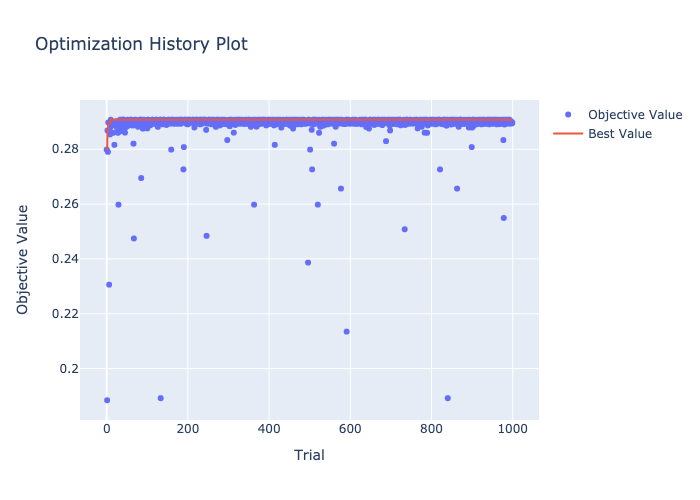 Optimization History Plot
Objective Value
Best Value
0.28
0.26
0.24
0.22
0.2
Objective Value
0
200
400
600
800
1000
Trial